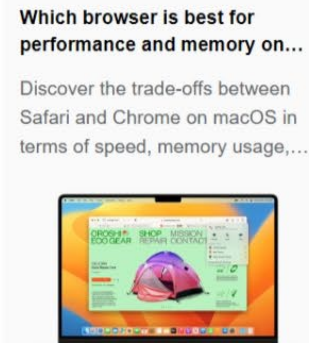 Which browser is best for
performance and memory on…
Discover the trade-offs between
Safari and Chrome on macOS in
terms of speed, memory usage,…
OROSHI
ECO GEAR
SHOP
REPAIR
MISSION
CONTACT